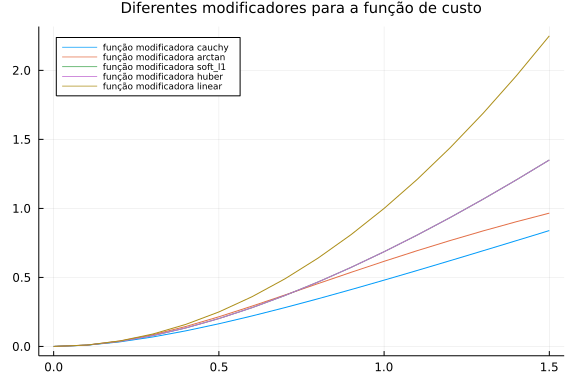 Diferentes modificadores para a função de custo
função modificadora cauchy
função modificadora arctan
função modificadora soft_l1
função modificadora huber
função modificadora linear
2.0
1.5
1.0
0.5
0.0
0.0 0.5 1.0 1.5